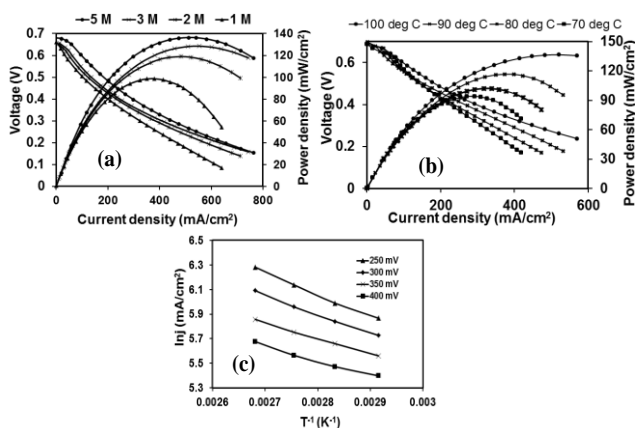 5 M 3 M 2 M 1 M
0.7
0.6
0.5
0.4
0.3
0.2
0.1
0
Voltage (V)
140
120
100
80
60
40
20
0
Power density (mW/cm²)
(a)
0 200 400 600 800
Current density (mA/cm²)
100 deg C 90 deg C 80 deg C 70 deg C
0.6
0.4
0.2
0
Voltage (V)
150
120
90
60
30
0
Power density (mW/cm²)
(b)
0 200 400 600
Current density (mA/cm²)
6.5
6.3
6.1
5.9
5.7
5.5
5.3
lnj (mA/cm²)
250 mV
300 mV
350 mV
400 mV
(c)
0.0026 0.0027 0.0028 0.0029 0.003
T⁻¹ (K⁻¹)